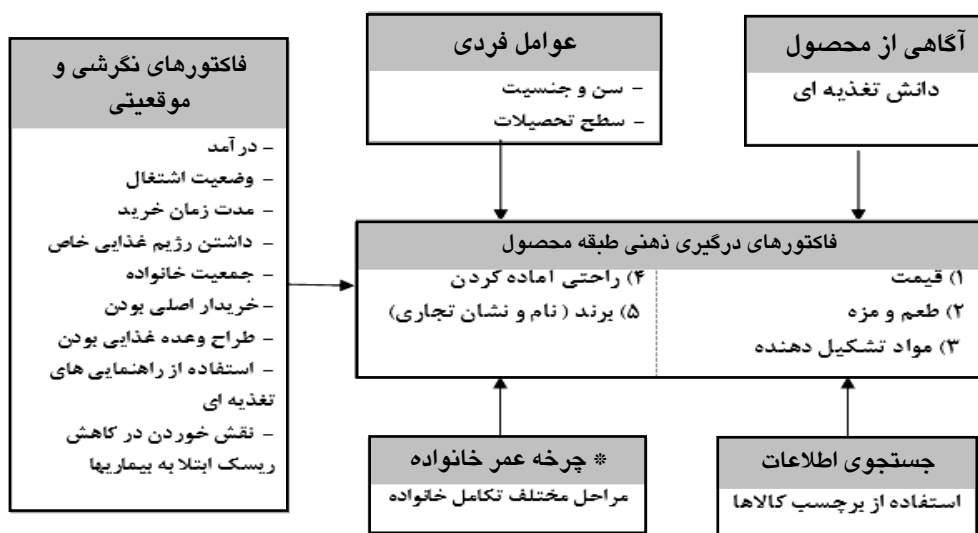 آگاهی از محصول
دانش تغذیه ای
عوامل فردی
- سن و جنسیت
- سطح تحصیلات
فاکتورهای نگرشی و
موقعیتی
- درآمد
- وضعیت اشتغال
- مدت زمان خرید
- داشتن رژیم غذایی خاص
- جمعیت خانواده
- خریدار اصلی بودن
- طراح وعده غذایی بودن
- استفاده از راهنمایی های
تغذیه ای
- نقش خوردن در کاهش
ریسک ابتلا به بیماریها
فاکتورهای درگیری ذهنی طبقه محصول
۱) قیمت
۲) طعم و مزه
۳) مواد تشکیل دهنده
۴) راحتی آماده کردن
۵) برند (نام و نشان تجاری)
جستجوی اطلاعات
استفاده از برچسب کالاها
* چرخه عمر خانواده
مراحل مختلف تکامل خانواده